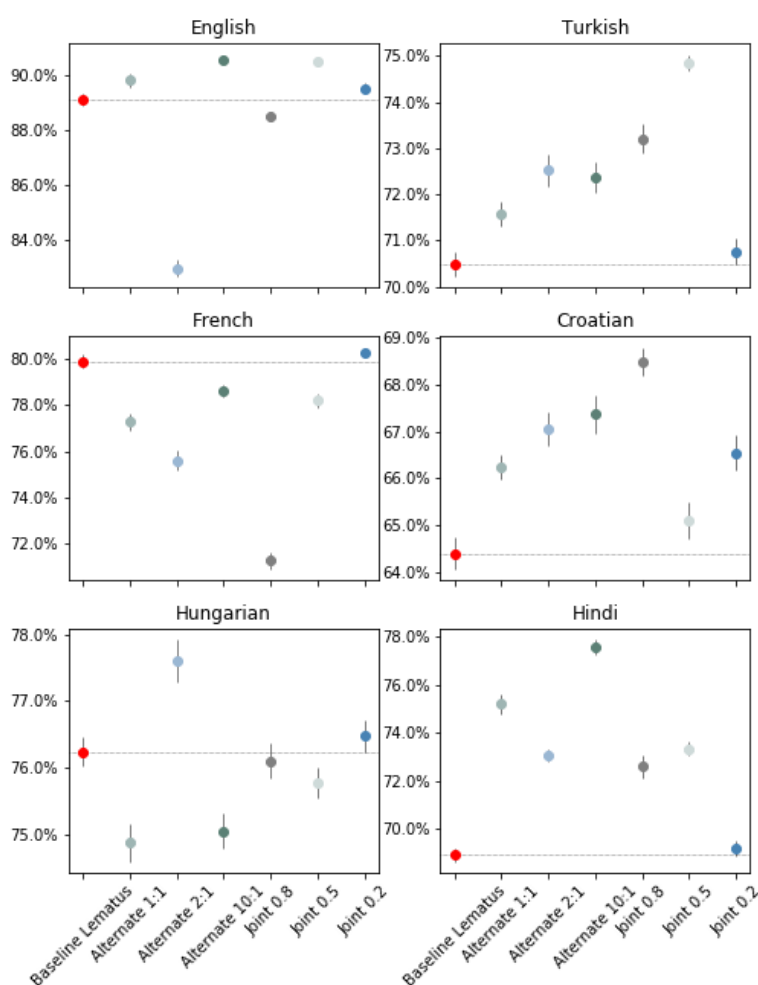 English
90.0%
88.0%
86.0%
84.0%
Turkish
75.0%
74.0%
73.0%
72.0%
71.0%
70.0%
French
80.0%
78.0%
76.0%
74.0%
72.0%
Croatian
69.0%
68.0%
67.0%
66.0%
65.0%
64.0%
Hungarian
78.0%
77.0%
76.0%
75.0%
Baseline Lematus
Alternate 1:1
Alternate 2:1
Alternate 10:1
Joint 0.8
Joint 0.5
Joint 0.2
Hindi
78.0%
76.0%
74.0%
72.0%
70.0%
Baseline Lematus
Alternate 1:1
Alternate 2:1
Alternate 10:1
Joint 0.8
Joint 0.5
Joint 0.2